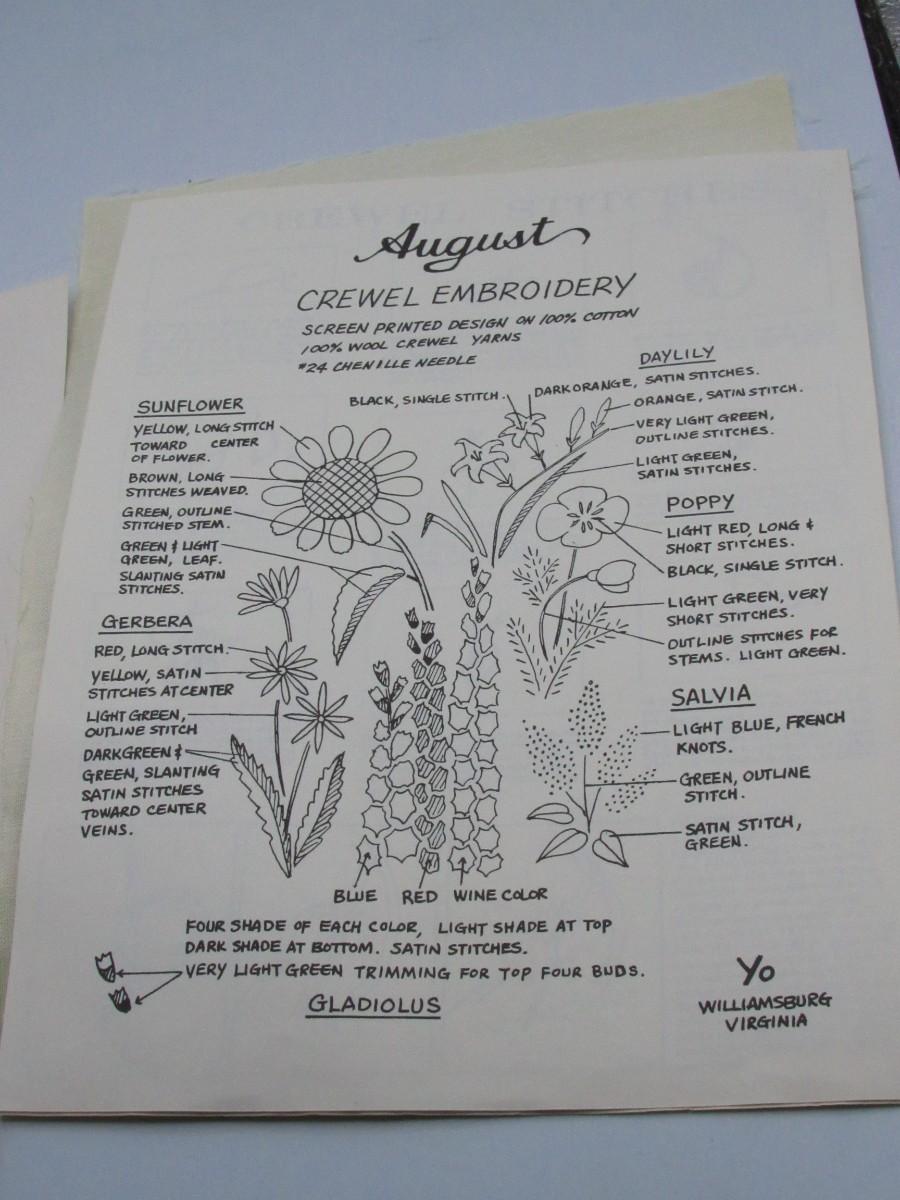 August
CREWEL EMBROIDERY
SCREEN PRINTED DESIGN ON 100% COTTON
100% WOOL CREWEL YARNS
#24 CHENILLE NEEDLE
SUNFLOWER
YELLOW, LONG STITCH
TOWARD CENTER
OF FLOWER.
BROWN, LONG
STITCHES WEAVED.
GREEN, OUTLINE
STITCHED STEM.
GREEN & LIGHT
GREEN, LEAF.
SLANTING SATIN
STITCHES.
GERBERA
RED, LONG STITCH.
YELLOW, SATIN
STITCHES AT CENTER
LIGHT GREEN,
OUTLINE STITCH
DARK GREEN &
GREEN, SLANTING
SATIN STITCHES
TOWARD CENTER
VEINS.
DAYLILY
BLACK, SINGLE STITCH.
DARK ORANGE, SATIN STITCHES.
ORANGE, SATIN STITCH.
VERY LIGHT GREEN,
OUTLINE STITCHES.
LIGHT GREEN,
SATIN STITCHES.
POPPY
LIGHT RED, LONG &
SHORT STITCHES.
BLACK, SINGLE STITCH.
LIGHT GREEN, VERY
SHORT STITCHES.
OUTLINE STITCHES FOR
STEMS. LIGHT GREEN.
SALVIA
LIGHT BLUE, FRENCH
KNOTS.
GREEN, OUTLINE
STITCH.
SATIN STITCH,
GREEN.
BLUE RED WINE COLOR
FOUR SHADE OF EACH COLOR, LIGHT SHADE AT TOP
DARK SHADE AT BOTTOM. SATIN STITCHES.
VERY LIGHT GREEN TRIMMING FOR TOP FOUR BUDS.
GLADIOLUS
Yo
WILLIAMSBURG
VIRGINIA